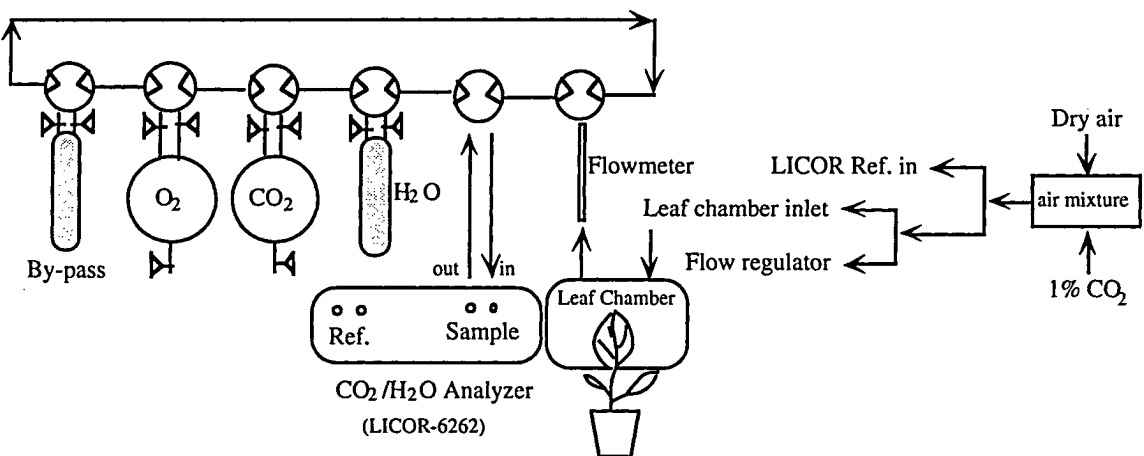 Dry air
Flowmeter
LICOR Ref. in
O2
CO2
H2O
air mixture
Leaf chamber inlet
By-pass
out
in
Flow regulator
1% CO2
Leaf Chamber
Ref.
Sample
CO2/H2O Analyzer
(LICOR-6262)